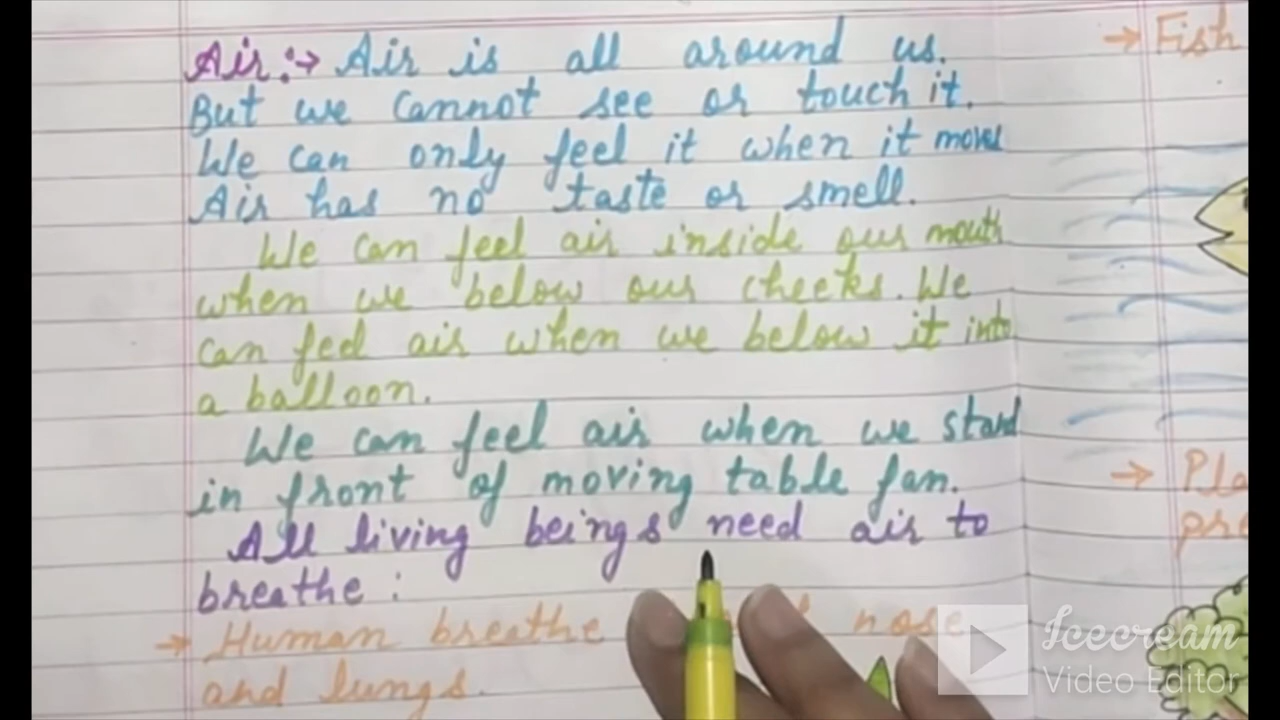 Air:→ Air is all around us.
But we cannot see or touch it.
We can only feel it when it moves
Air has no taste or smell.
We can feel air inside our mouth
when we below our cheeks. We
can feel air when we below it into
a balloon.
We can feel air when we stand
in front of moving table fan.
All living beings need air to
breathe :
→ Human breathe nose
and lungs.
→ Fish
→ Pla
pre
Icecream
Video Editor